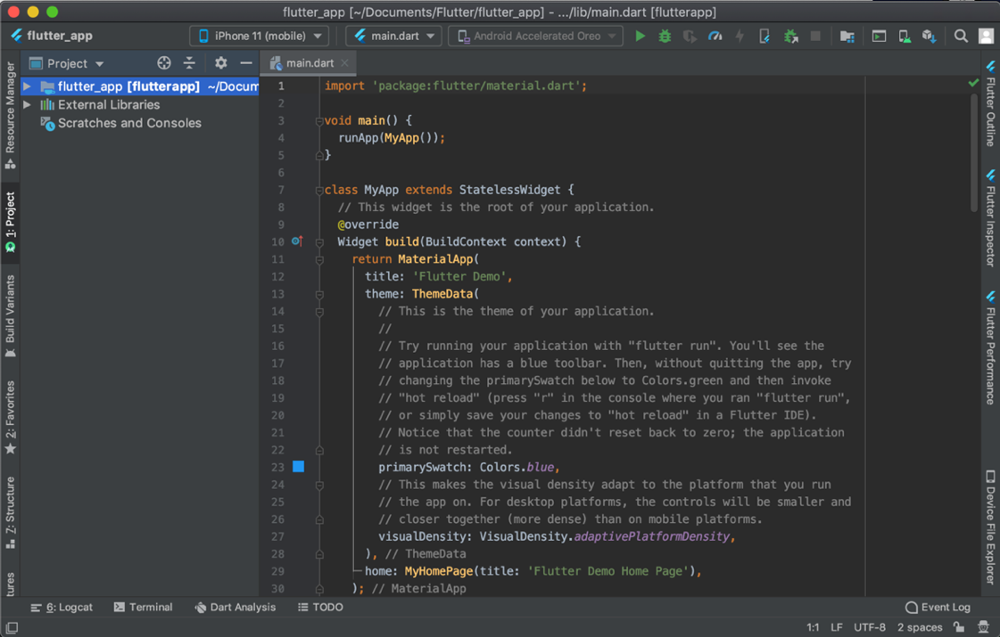 flutter_app [~/Documents/Flutter/flutter_app] - .../lib/main.dart [flutterapp]
flutter_app
iPhone 11 (mobile)
main.dart
Android Accelerated Oreo
Project
main.dart
flutter_app [flutterapp] ~/Docum
External Libraries
Scratches and Consoles
Resource Manager
1: Project
Build Variants
2: Favorites
7: Structure
tures
1 import 'package:flutter/material.dart';
2
3 void main() {
4 runApp(MyApp());
5 }
6
7 class MyApp extends StatelessWidget {
8 // This widget is the root of your application.
9 @override
10 Widget build(BuildContext context) {
11 return MaterialApp(
12 title: 'Flutter Demo',
13 theme: ThemeData(
14 // This is the theme of your application.
15 //
16 // Try running your application with "flutter run". You'll see the
17 // application has a blue toolbar. Then, without quitting the app, try
18 // changing the primarySwatch below to Colors.green and then invoke
19 // "hot reload" (press "r" in the console where you ran "flutter run",
20 // or simply save your changes to "hot reload" in a Flutter IDE).
21 // Notice that the counter didn't reset back to zero; the application
22 // is not restarted.
23 primarySwatch: Colors.blue,
24 // This makes the visual density adapt to the platform that you run
25 // the app on. For desktop platforms, the controls will be smaller and
26 // closer together (more dense) than on mobile platforms.
27 visualDensity: VisualDensity.adaptivePlatformDensity,
28 ), // ThemeData
29 home: MyHomePage(title: 'Flutter Demo Home Page'),
30 ); // MaterialApp
Flutter Outline
Flutter Inspector
Flutter Performance
Device File Explorer
6: Logcat
Terminal
Dart Analysis
TODO
Event Log
1:1 LF UTF-8 2 spaces